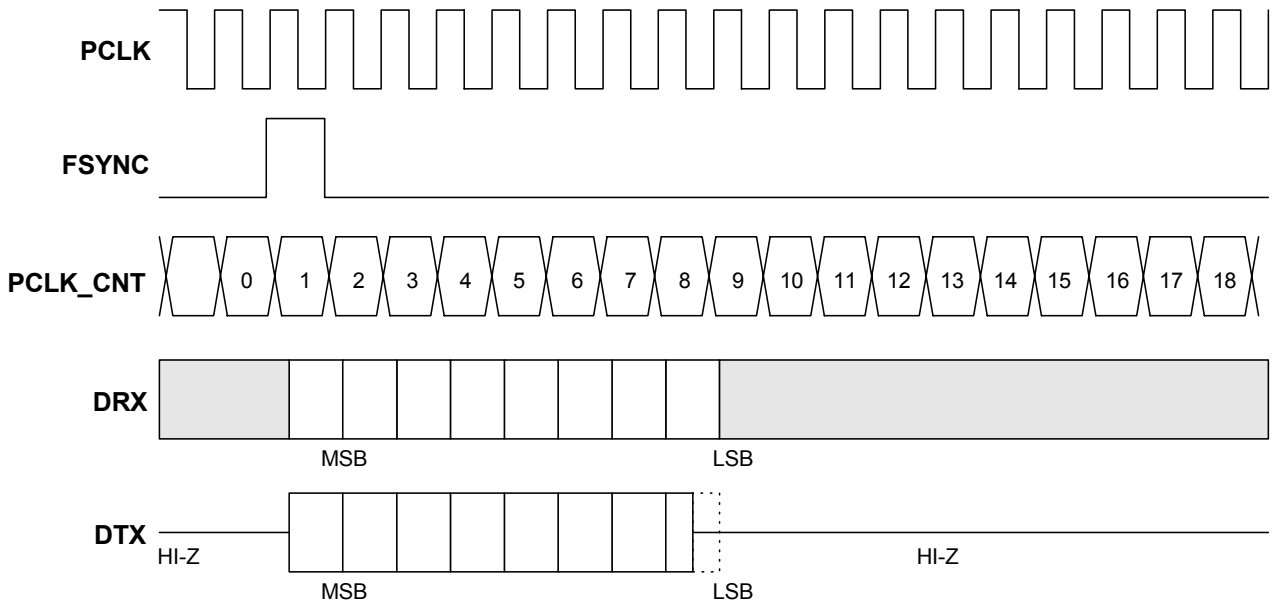 PCLK
FSYNC
PCLK_CNT 0 1 2 3 4 5 6 7 8 9 10 11 12 13 14 15 16 17 18
DRX
MSB LSB
DTX
HI-Z HI-Z
MSB LSB